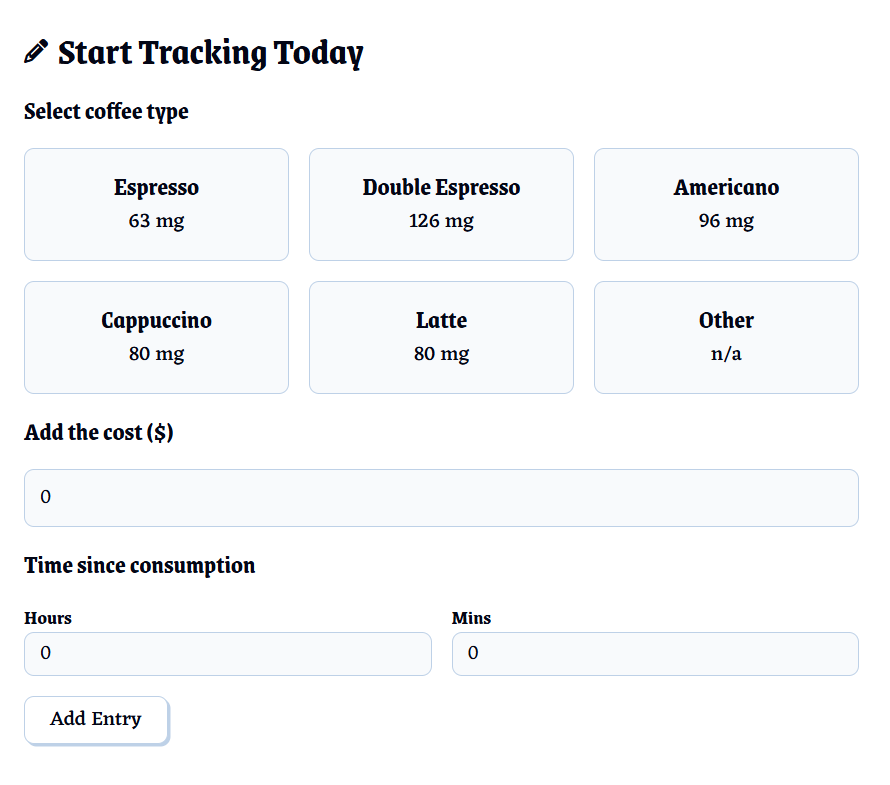 Start Tracking Today
Select coffee type
Espresso
63 mg
Double Espresso
126 mg
Americano
96 mg
Cappuccino
80 mg
Latte
80 mg
Other
n/a
Add the cost ($)
0
Time since consumption
Hours
0
Mins
0
Add Entry